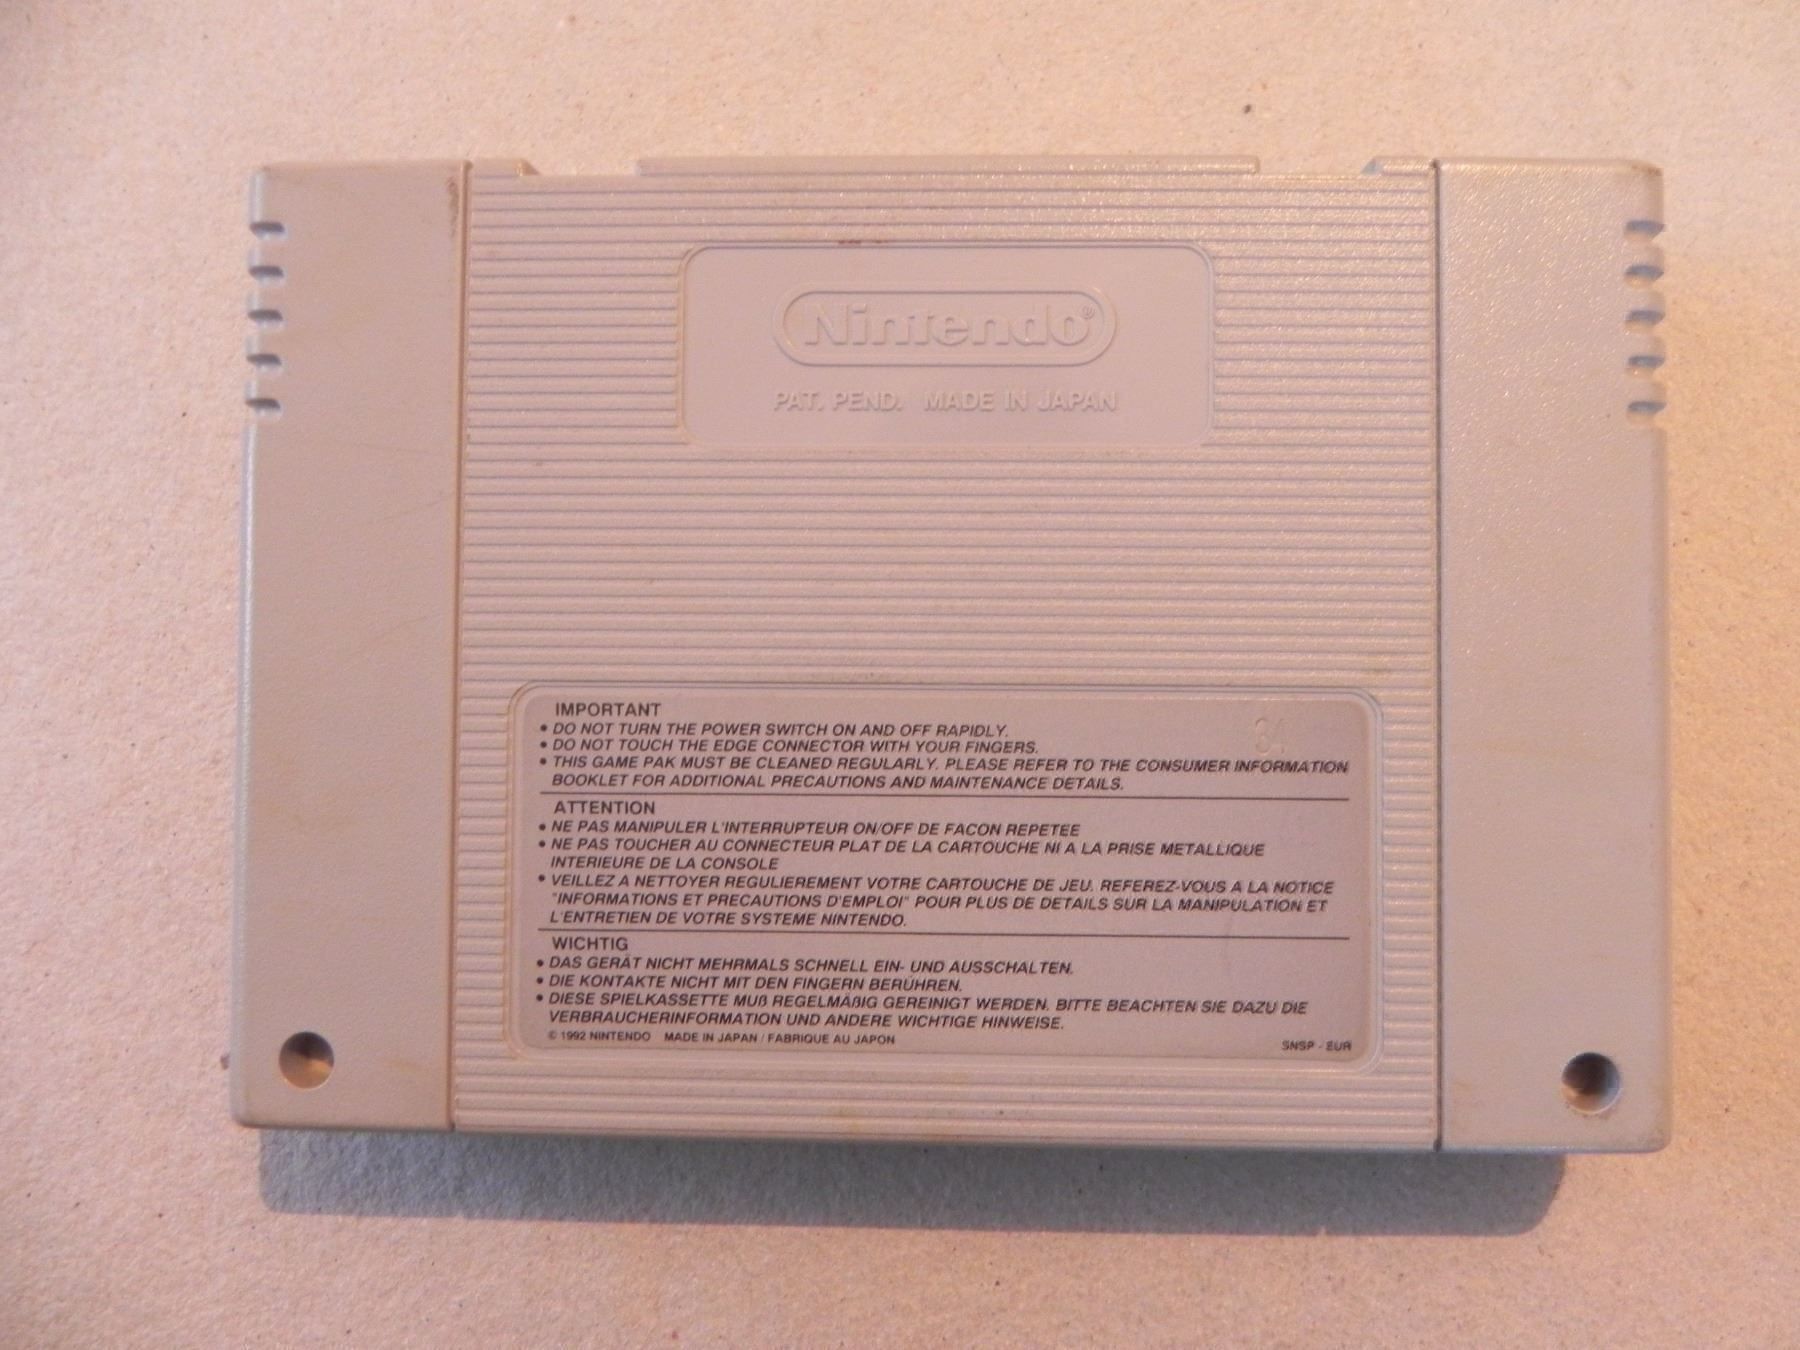 Nintendo®
PAT. PEND. MADE IN JAPAN
IMPORTANT
• DO NOT TURN THE POWER SWITCH ON AND OFF RAPIDLY.
• DO NOT TOUCH THE EDGE CONNECTOR WITH YOUR FINGERS.
• THIS GAME PAK MUST BE CLEANED REGULARLY. PLEASE REFER TO THE CONSUMER INFORMATION
BOOKLET FOR ADDITIONAL PRECAUTIONS AND MAINTENANCE DETAILS.
ATTENTION
• NE PAS MANIPULER L'INTERRUPTEUR ON/OFF DE FACON REPETEE
• NE PAS TOUCHER AU CONNECTEUR PLAT DE LA CARTOUCHE NI A LA PRISE METALLIQUE
INTERIEURE DE LA CONSOLE
• VEILLEZ A NETTOYER REGULIEREMENT VOTRE CARTOUCHE DE JEU. REFEREZ-VOUS A LA NOTICE
"INFORMATIONS ET PRECAUTIONS D'EMPLOI" POUR PLUS DE DETAILS SUR LA MANIPULATION ET
L'ENTRETIEN DE VOTRE SYSTEME NINTENDO.
WICHTIG
• DAS GERÄT NICHT MEHRMALS SCHNELL EIN- UND AUSSCHALTEN.
• DIE KONTAKTE NICHT MIT DEN FINGERN BERÜHREN.
• DIESE SPIELKASSETTE MUß REGELMÄßIG GEREINIGT WERDEN. BITTE BEACHTEN SIE DAZU DIE
VERBRAUCHERINFORMATION UND ANDERE WICHTIGE HINWEISE.
© 1992 NINTENDO MADE IN JAPAN / FABRIQUE AU JAPON
SNSP - EUR